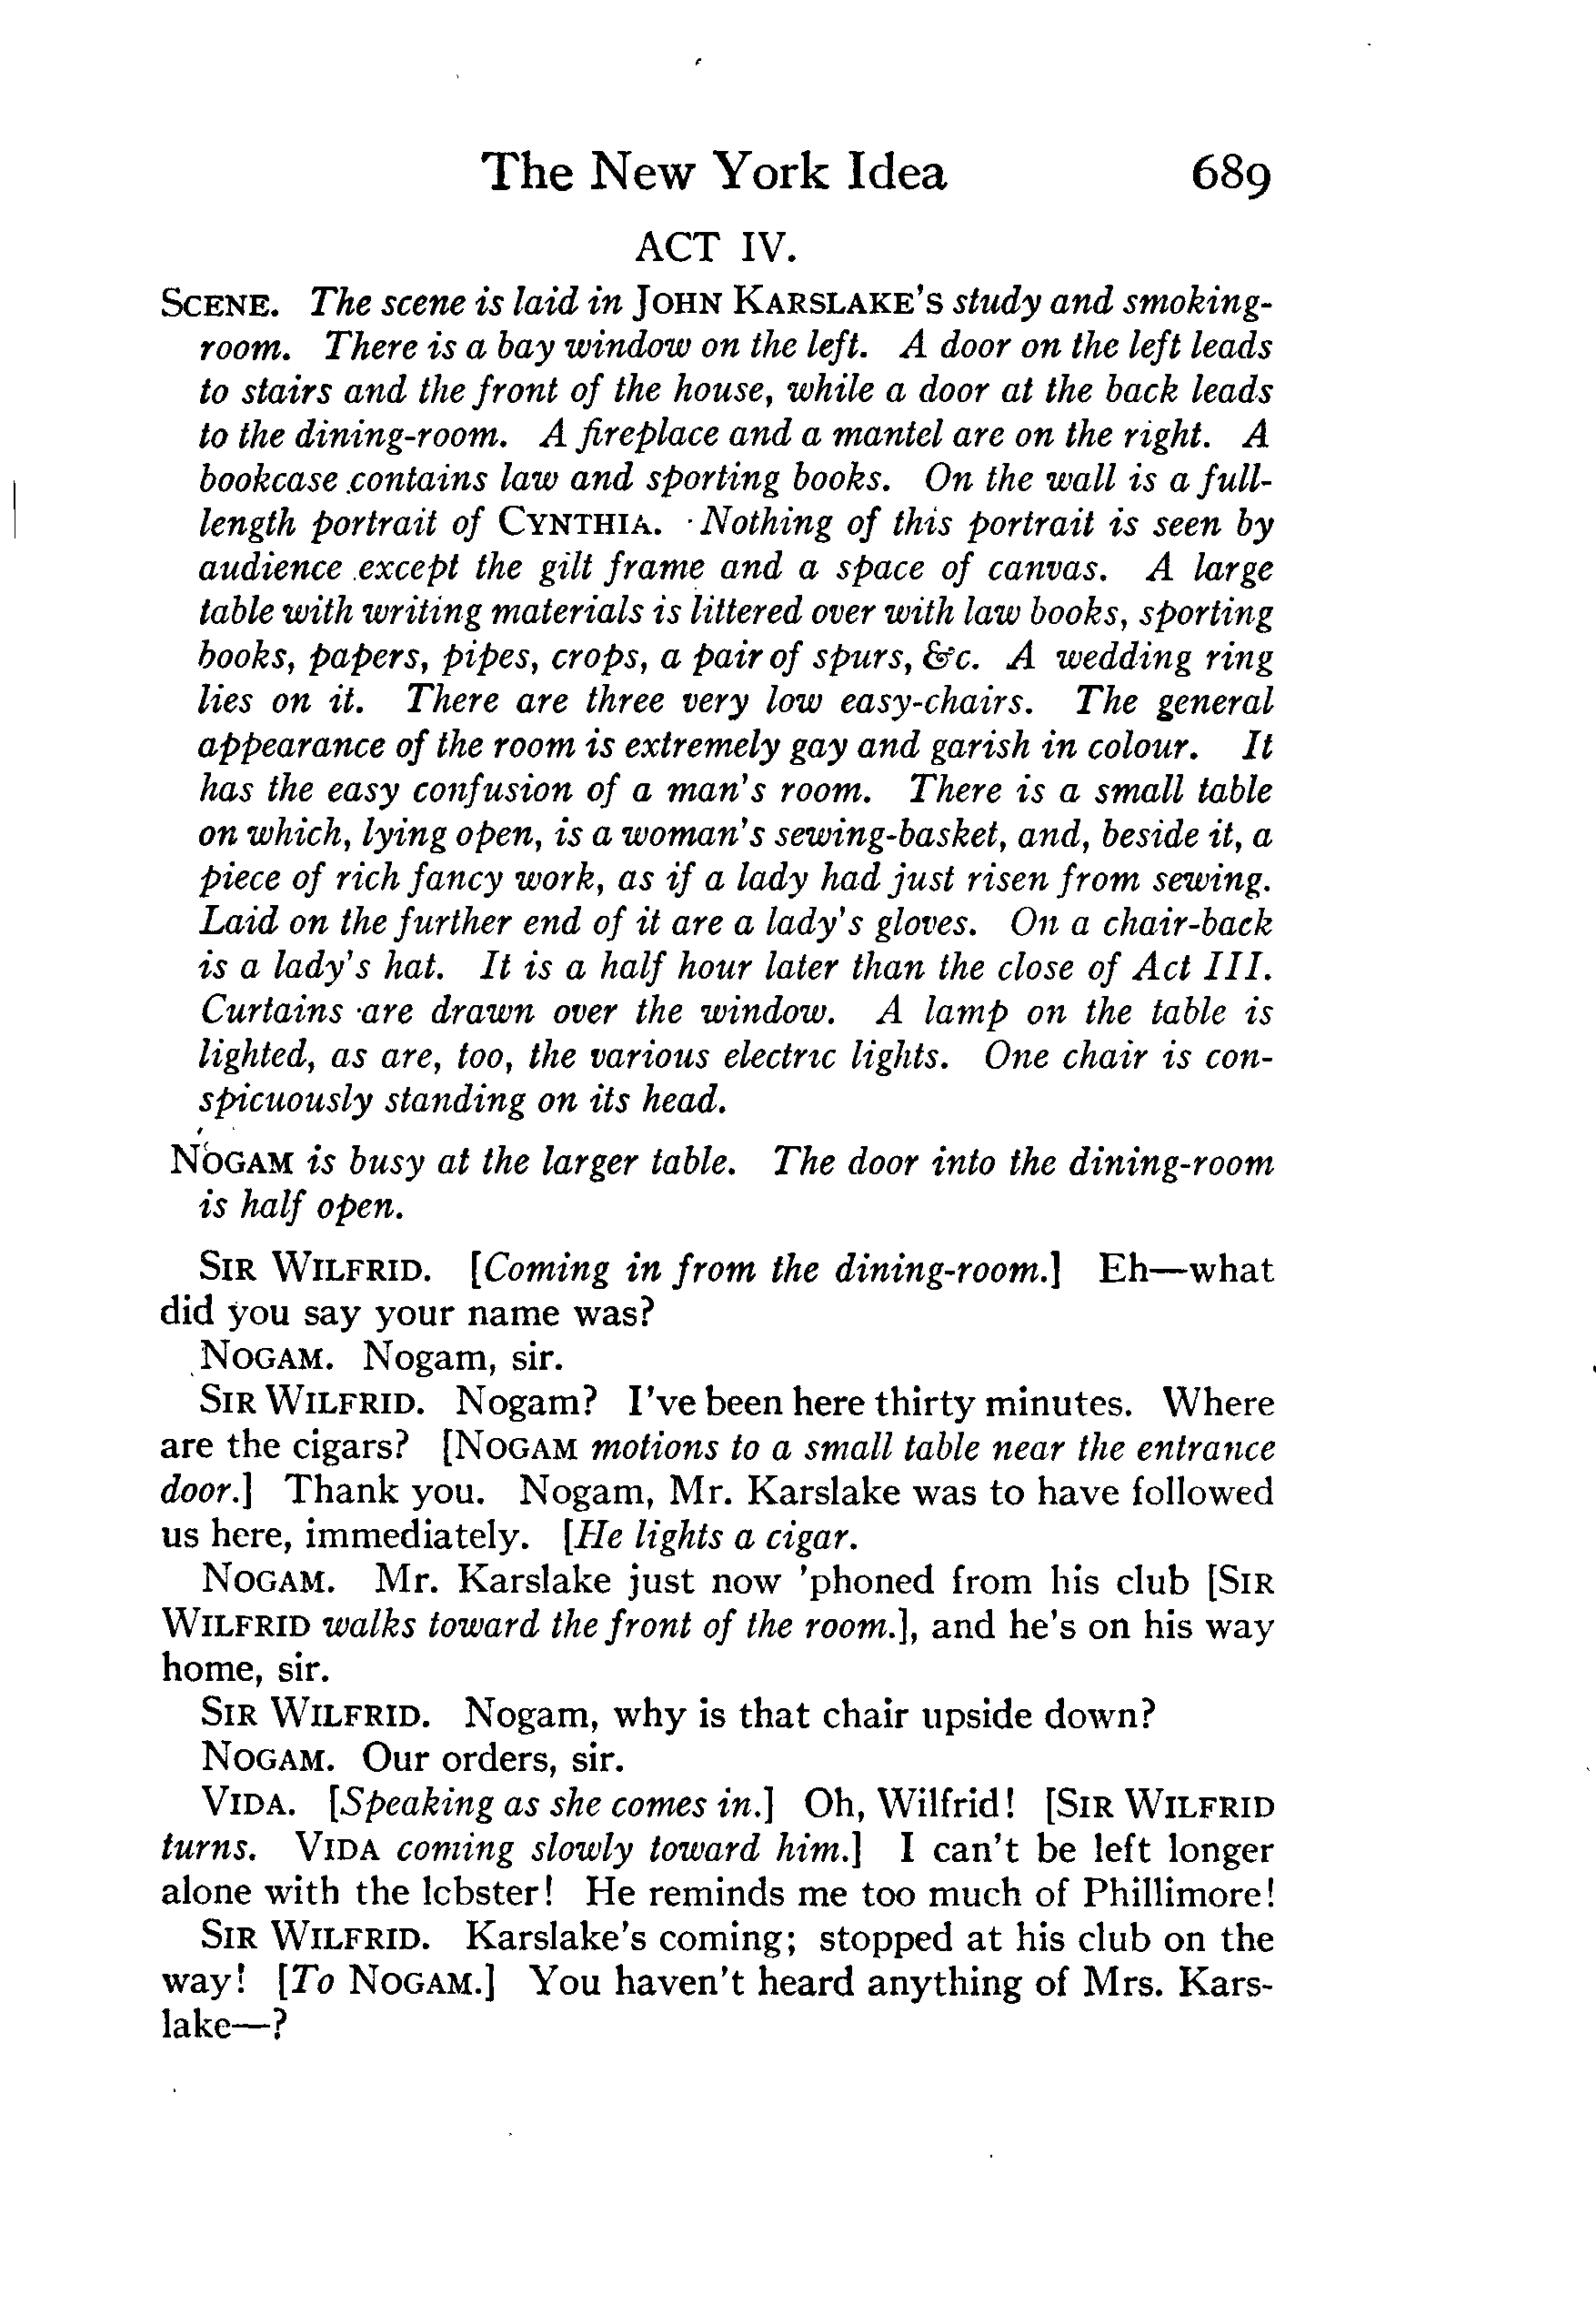 The New York Idea 689
ACT IV.
SCENE. The scene is laid in JOHN KARSLAKE'S study and smoking-
room. There is a bay window on the left. A door on the left leads
to stairs and the front of the house, while a door at the back leads
to the dining-room. A fireplace and a mantel are on the right. A
bookcase contains law and sporting books. On the wall is a full-
length portrait of CYNTHIA. Nothing of this portrait is seen by
audience except the gilt frame and a space of canvas. A large
table with writing materials is littered over with law books, sporting
books, papers, pipes, crops, a pair of spurs, &c. A wedding ring
lies on it. There are three very low easy-chairs. The general
appearance of the room is extremely gay and garish in colour. It
has the easy confusion of a man's room. There is a small table
on which, lying open, is a woman's sewing-basket, and, beside it, a
piece of rich fancy work, as if a lady had just risen from sewing.
Laid on the further end of it are a lady's gloves. On a chair-back
is a lady's hat. It is a half hour later than the close of Act III.
Curtains are drawn over the window. A lamp on the table is
lighted, as are, too, the various electric lights. One chair is con-
spicuously standing on its head.
NOGAM is busy at the larger table. The door into the dining-room
is half open.
SIR WILFRID. [Coming in from the dining-room.] Eh—what
did you say your name was?
NOGAM. Nogam, sir.
SIR WILFRID. Nogam? I've been here thirty minutes. Where
are the cigars? [NOGAM motions to a small table near the entrance
door.] Thank you. Nogam, Mr. Karslake was to have followed
us here, immediately. [He lights a cigar.
NOGAM. Mr. Karslake just now 'phoned from his club [SIR
WILFRID walks toward the front of the room.], and he's on his way
home, sir.
SIR WILFRID. Nogam, why is that chair upside down?
NOGAM. Our orders, sir.
VIDA. [Speaking as she comes in.] Oh, Wilfrid! [SIR WILFRID
turns. VIDA coming slowly toward him.] I can't be left longer
alone with the lobster! He reminds me too much of Phillimore!
SIR WILFRID. Karslake's coming; stopped at his club on the
way! [To NOGAM.] You haven't heard anything of Mrs. Kars-
lake—?